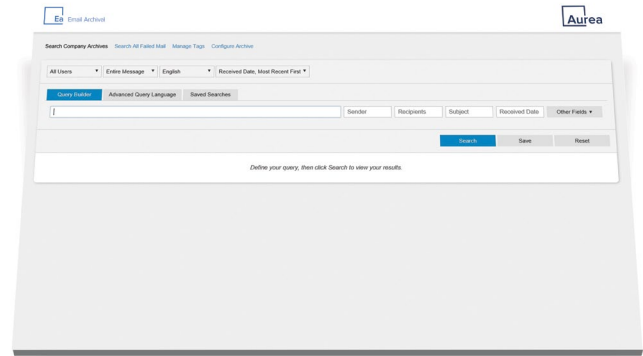 Ea Email Archival
Aurea
Search Company Archives Search All Failed Mail Manage Tags Configure Archive
All Users Entire Message English Received Date, Most Recent First
Query Builder Advanced Query Language Saved Searches
Sender Recipients Subject Received Date Other Fields
Search Save Reset
Define your query, then click Search to view your results.